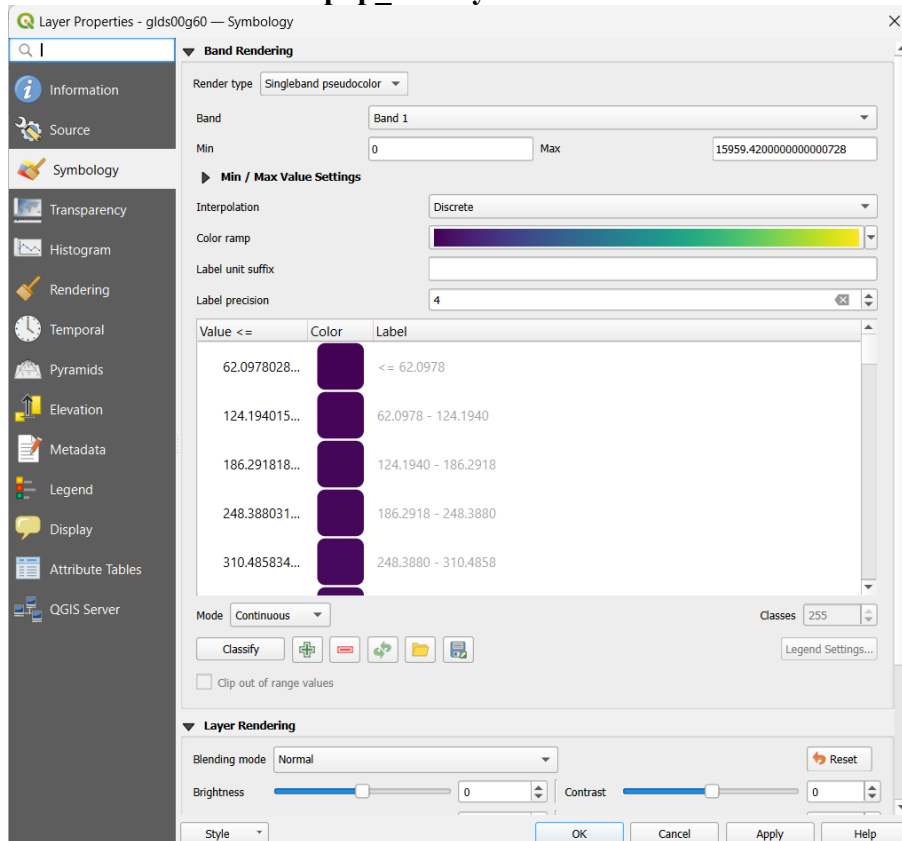 Layer Properties - glds00g60 — Symbology
Information
Source
Symbology
Transparency
Histogram
Rendering
Temporal
Pyramids
Elevation
Metadata
Legend
Display
Attribute Tables
QGIS Server
Band Rendering
Render type Singleband pseudocolor
Band Band 1
Min 0 Max 15959.4200000000000728
Min / Max Value Settings
Interpolation Discrete
Color ramp
Label unit suffix
Label precision 4
Value <= Color Label
62.0978028... <= 62.0978
124.194015... 62.0978 - 124.1940
186.291818... 124.1940 - 186.2918
248.388031... 186.2918 - 248.3880
310.485834... 248.3880 - 310.4858
Mode Continuous Classes 255
Classify Legend Settings...
Clip out of range values
Layer Rendering
Blending mode Normal Reset
Brightness 0 Contrast 0
Style OK Cancel Apply Help